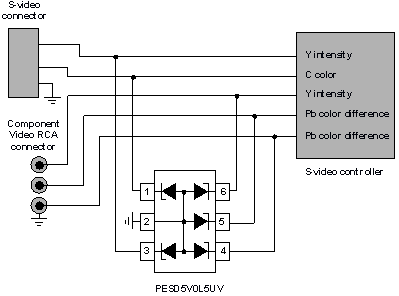 S-video
connector
Y intensity
C color
Y intensity
Pb color difference
Pb color difference
Component
Video RCA
connector
S-video controller
1
6
2
5
3
4
PESD5V0L5UV